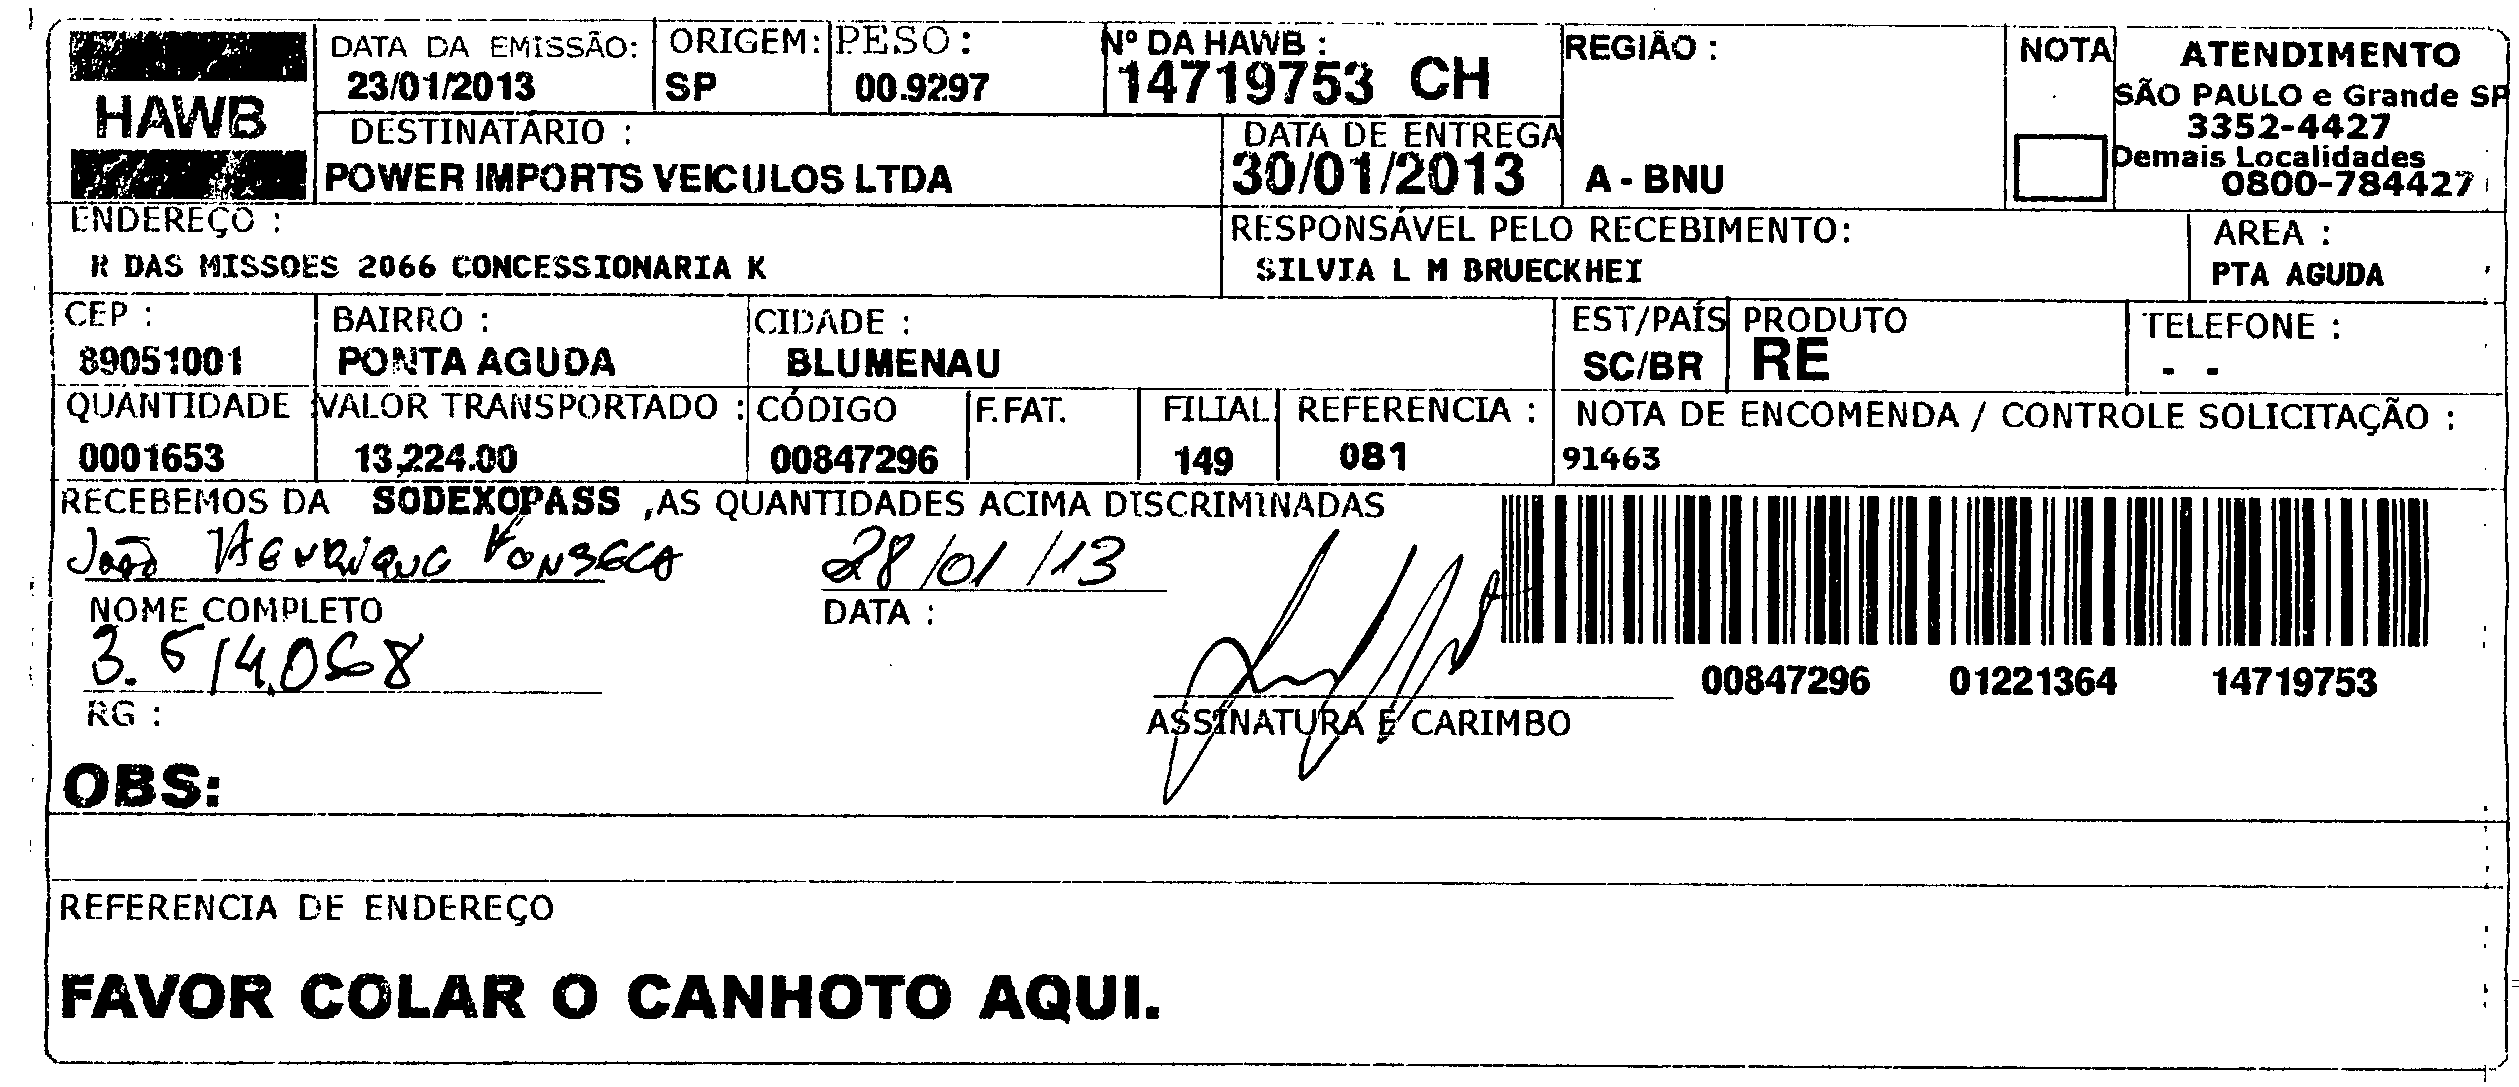 HAWB
DATA DA EMISSÃO: ORIGEM: PESO : Nº DA HAWB : REGIÃO : NOTA ATENDIMENTO
23/01/2013 SP 00.9297 14719753 CH
SÃO PAULO e Grande SP
3352-4427
DESTINATÁRIO : DATA DE ENTREGA
Demais Localidades
POWER IMPORTS VEICULOS LTDA 30/01/2013 A - BNU 0800-784427
ENDEREÇO : RESPONSÁVEL PELO RECEBIMENTO: AREA :
R DAS MISSOES 2066 CONCESSIONARIA K SILVIA L M BRUECKHEI PTA AGUDA
CEP : BAIRRO : CIDADE : EST/PAÍS PRODUTO TELEFONE :
89051001 PONTA AGUDA BLUMENAU SC/BR RE - -
QUANTIDADE VALOR TRANSPORTADO : CÓDIGO F.FAT. FILIAL REFERENCIA : NOTA DE ENCOMENDA / CONTROLE SOLICITAÇÃO :
0001653 13,224.00 00847296 149 081 91463
RECEBEMOS DA SODEXOPASS ,AS QUANTIDADES ACIMA DISCRIMINADAS
João Henrique Fonseca 28/01/13
NOME COMPLETO DATA :
3.514.068
00847296 01221364 14719753
RG : ASSINATURA E CARIMBO
OBS:
REFERENCIA DE ENDEREÇO
FAVOR COLAR O CANHOTO AQUI.